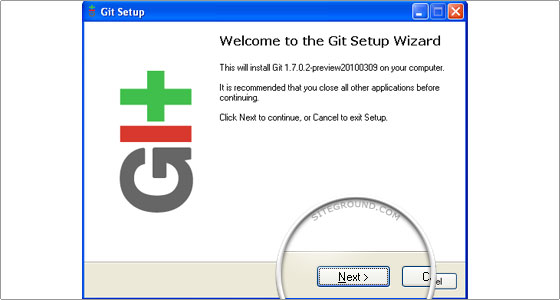 Git Setup
Welcome to the Git Setup Wizard
This will install Git 1.7.0.2-preview20100309 on your computer.
It is recommended that you close all other applications before
continuing.
Click Next to continue, or Cancel to exit Setup.
GIt
SITEGROUND.COM
Next >
C el